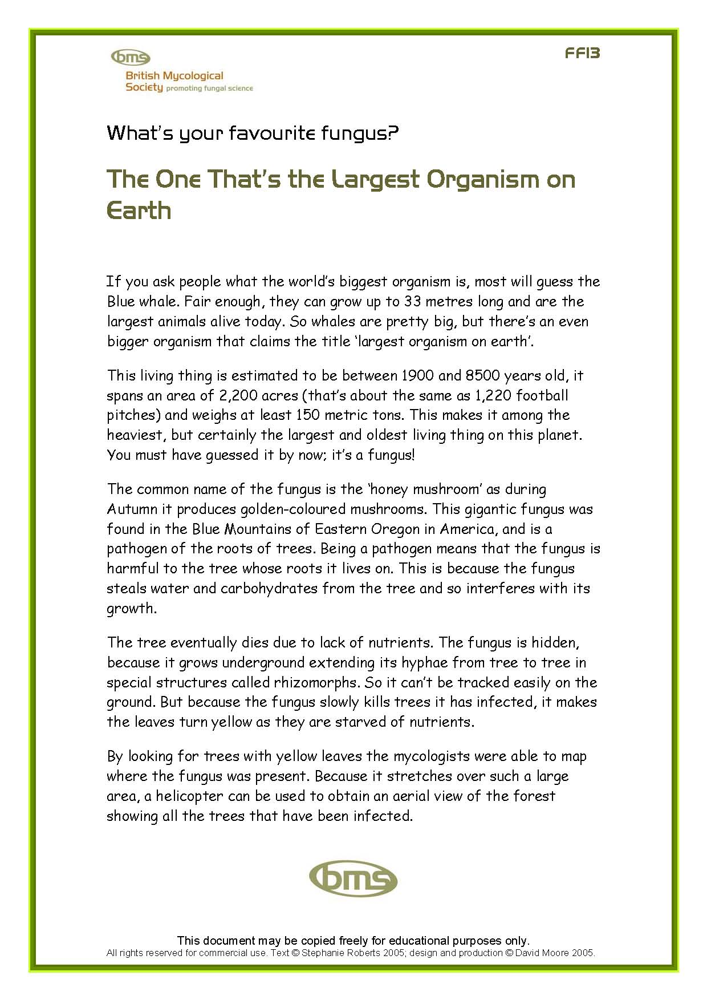 bms
FF13
British Mycological
Society promoting fungal science
What's your favourite fungus?
The One That's the Largest Organism on
Earth
If you ask people what the world's biggest organism is, most will guess the
Blue whale. Fair enough, they can grow up to 33 metres long and are the
largest animals alive today. So whales are pretty big, but there's an even
bigger organism that claims the title ‘largest organism on earth’.
This living thing is estimated to be between 1900 and 8500 years old, it
spans an area of 2,200 acres (that's about the same as 1,220 football
pitches) and weighs at least 150 metric tons. This makes it among the
heaviest, but certainly the largest and oldest living thing on this planet.
You must have guessed it by now; it's a fungus!
The common name of the fungus is the ‘honey mushroom’ as during
Autumn it produces golden-coloured mushrooms. This gigantic fungus was
found in the Blue Mountains of Eastern Oregon in America, and is a
pathogen of the roots of trees. Being a pathogen means that the fungus is
harmful to the tree whose roots it lives on. This is because the fungus
steals water and carbohydrates from the tree and so interferes with its
growth.
The tree eventually dies due to lack of nutrients. The fungus is hidden,
because it grows underground extending its hyphae from tree to tree in
special structures called rhizomorphs. So it can't be tracked easily on the
ground. But because the fungus slowly kills trees it has infected, it makes
the leaves turn yellow as they are starved of nutrients.
By looking for trees with yellow leaves the mycologists were able to map
where the fungus was present. Because it stretches over such a large
area, a helicopter can be used to obtain an aerial view of the forest
showing all the trees that have been infected.
bms
This document may be copied freely for educational purposes only.
All rights reserved for commercial use. Text © Stephanie Roberts 2005; design and production © David Moore 2005.